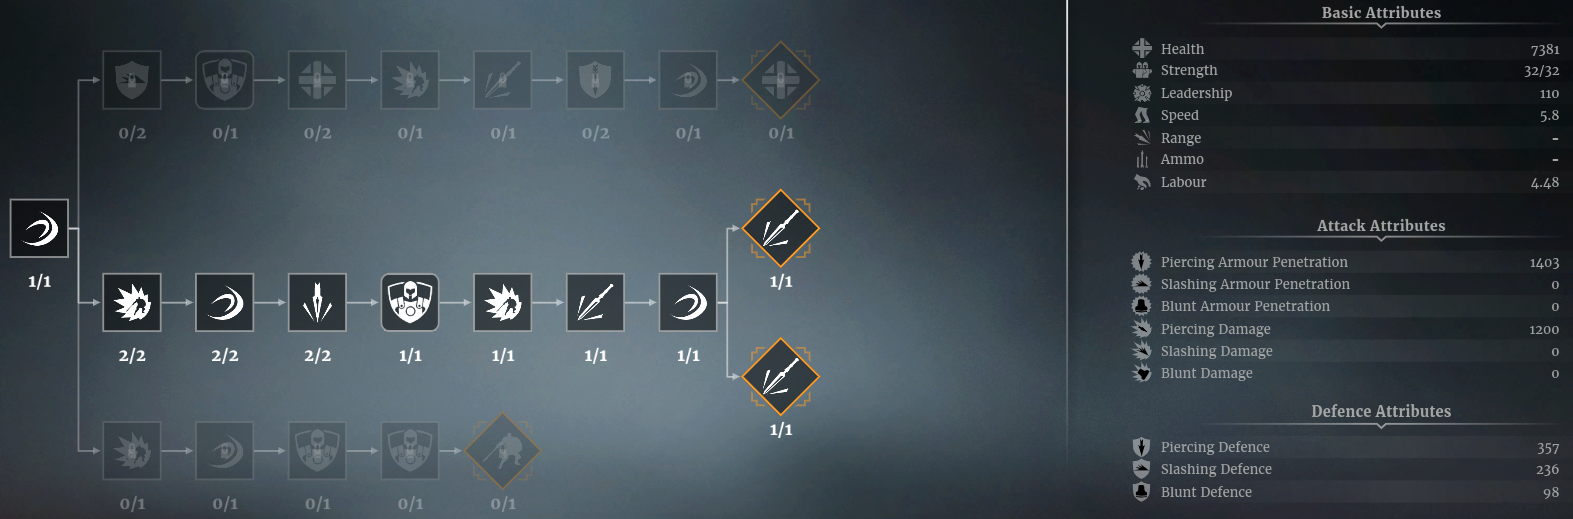 0/2 0/1 0/2 0/1 0/1 0/2 0/1 0/1
1/1
1/1
2/2 2/2 2/2 1/1 1/1 1/1 1/1
1/1
0/1 0/1 0/1 0/1 0/1
Basic Attributes
Health 7381
Strength 32/32
Leadership 110
Speed 5.8
Range -
Ammo -
Labour 4.48
Attack Attributes
Piercing Armour Penetration 1403
Slashing Armour Penetration 0
Blunt Armour Penetration 0
Piercing Damage 1200
Slashing Damage 0
Blunt Damage 0
Defence Attributes
Piercing Defence 357
Slashing Defence 236
Blunt Defence 98